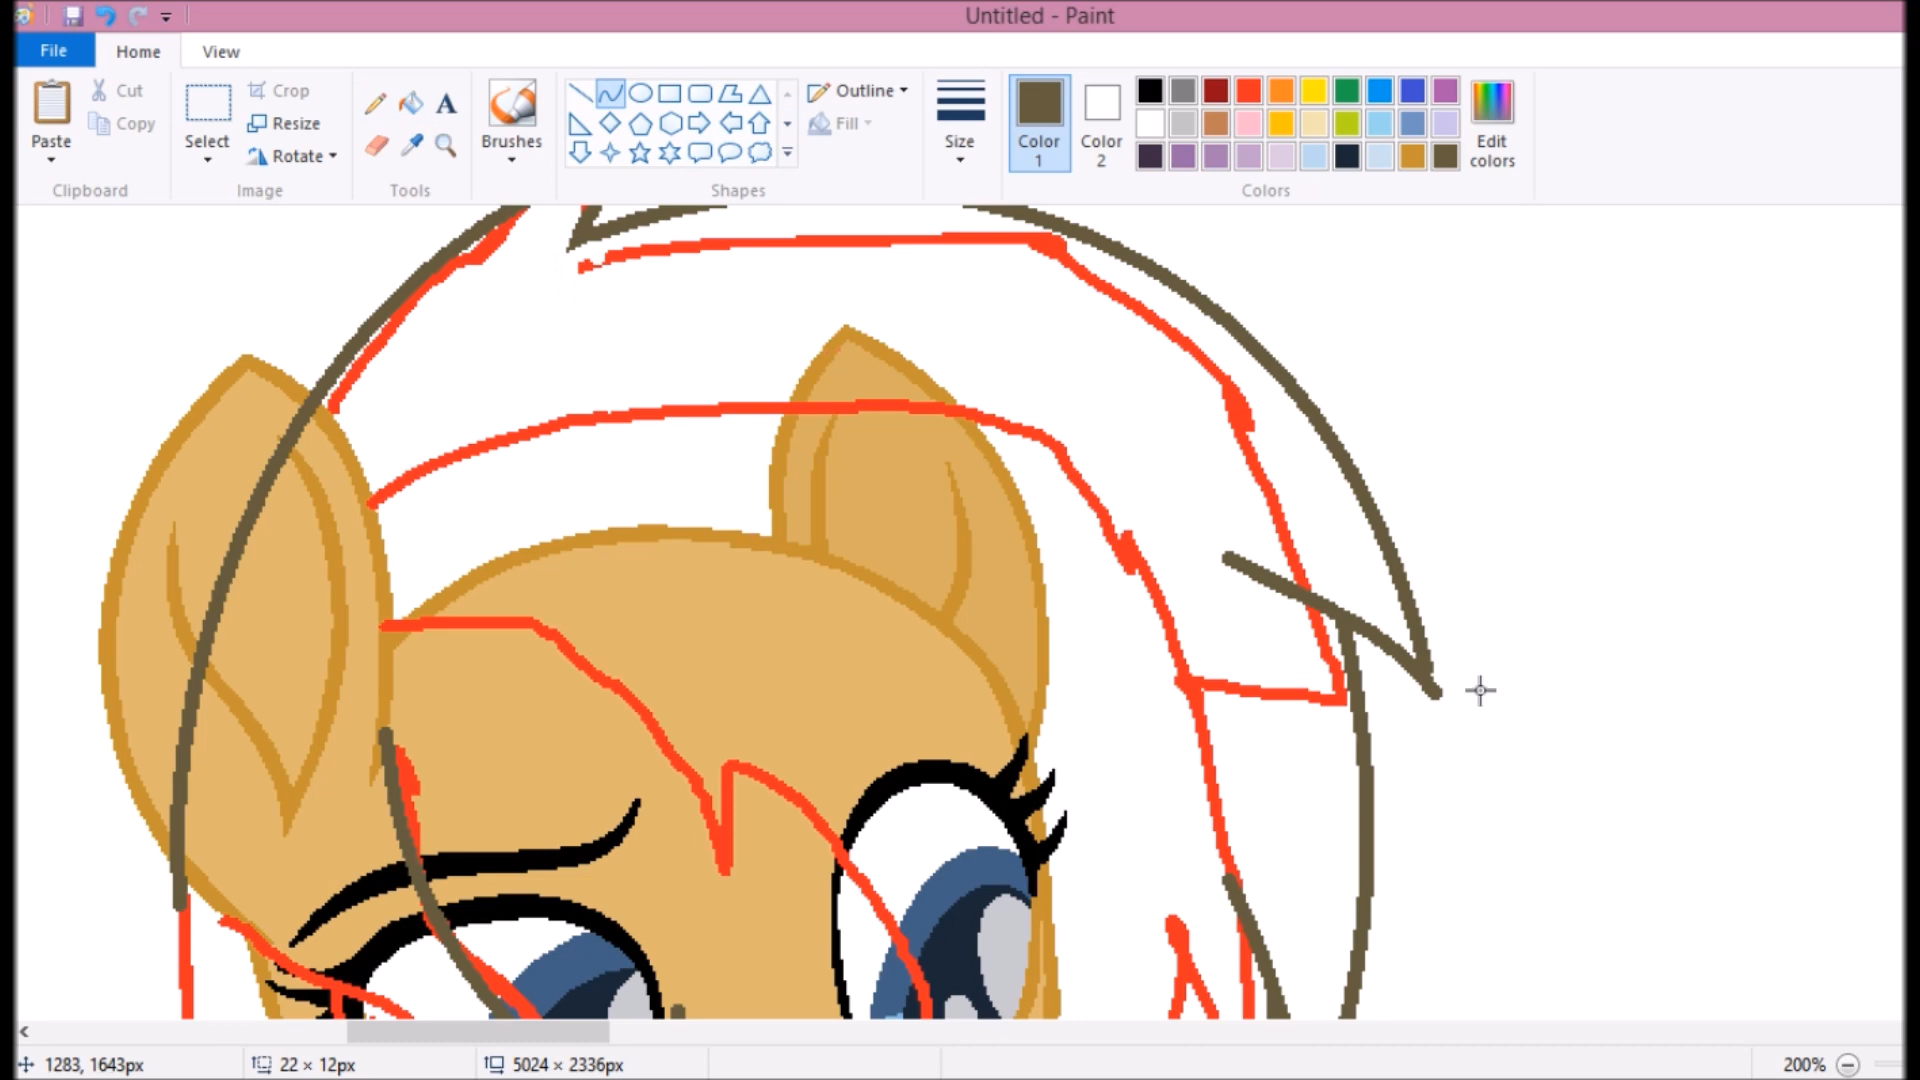 Untitled - Paint
File Home View
Paste
Cut
Copy
Clipboard
Select
Crop
Resize
Rotate
Image
A
Tools
Brushes
Outline
Fill
Shapes
Size
Color 1
Color 2
Edit colors
Colors
1283, 1643px
22 × 12px
5024 × 2336px
200%